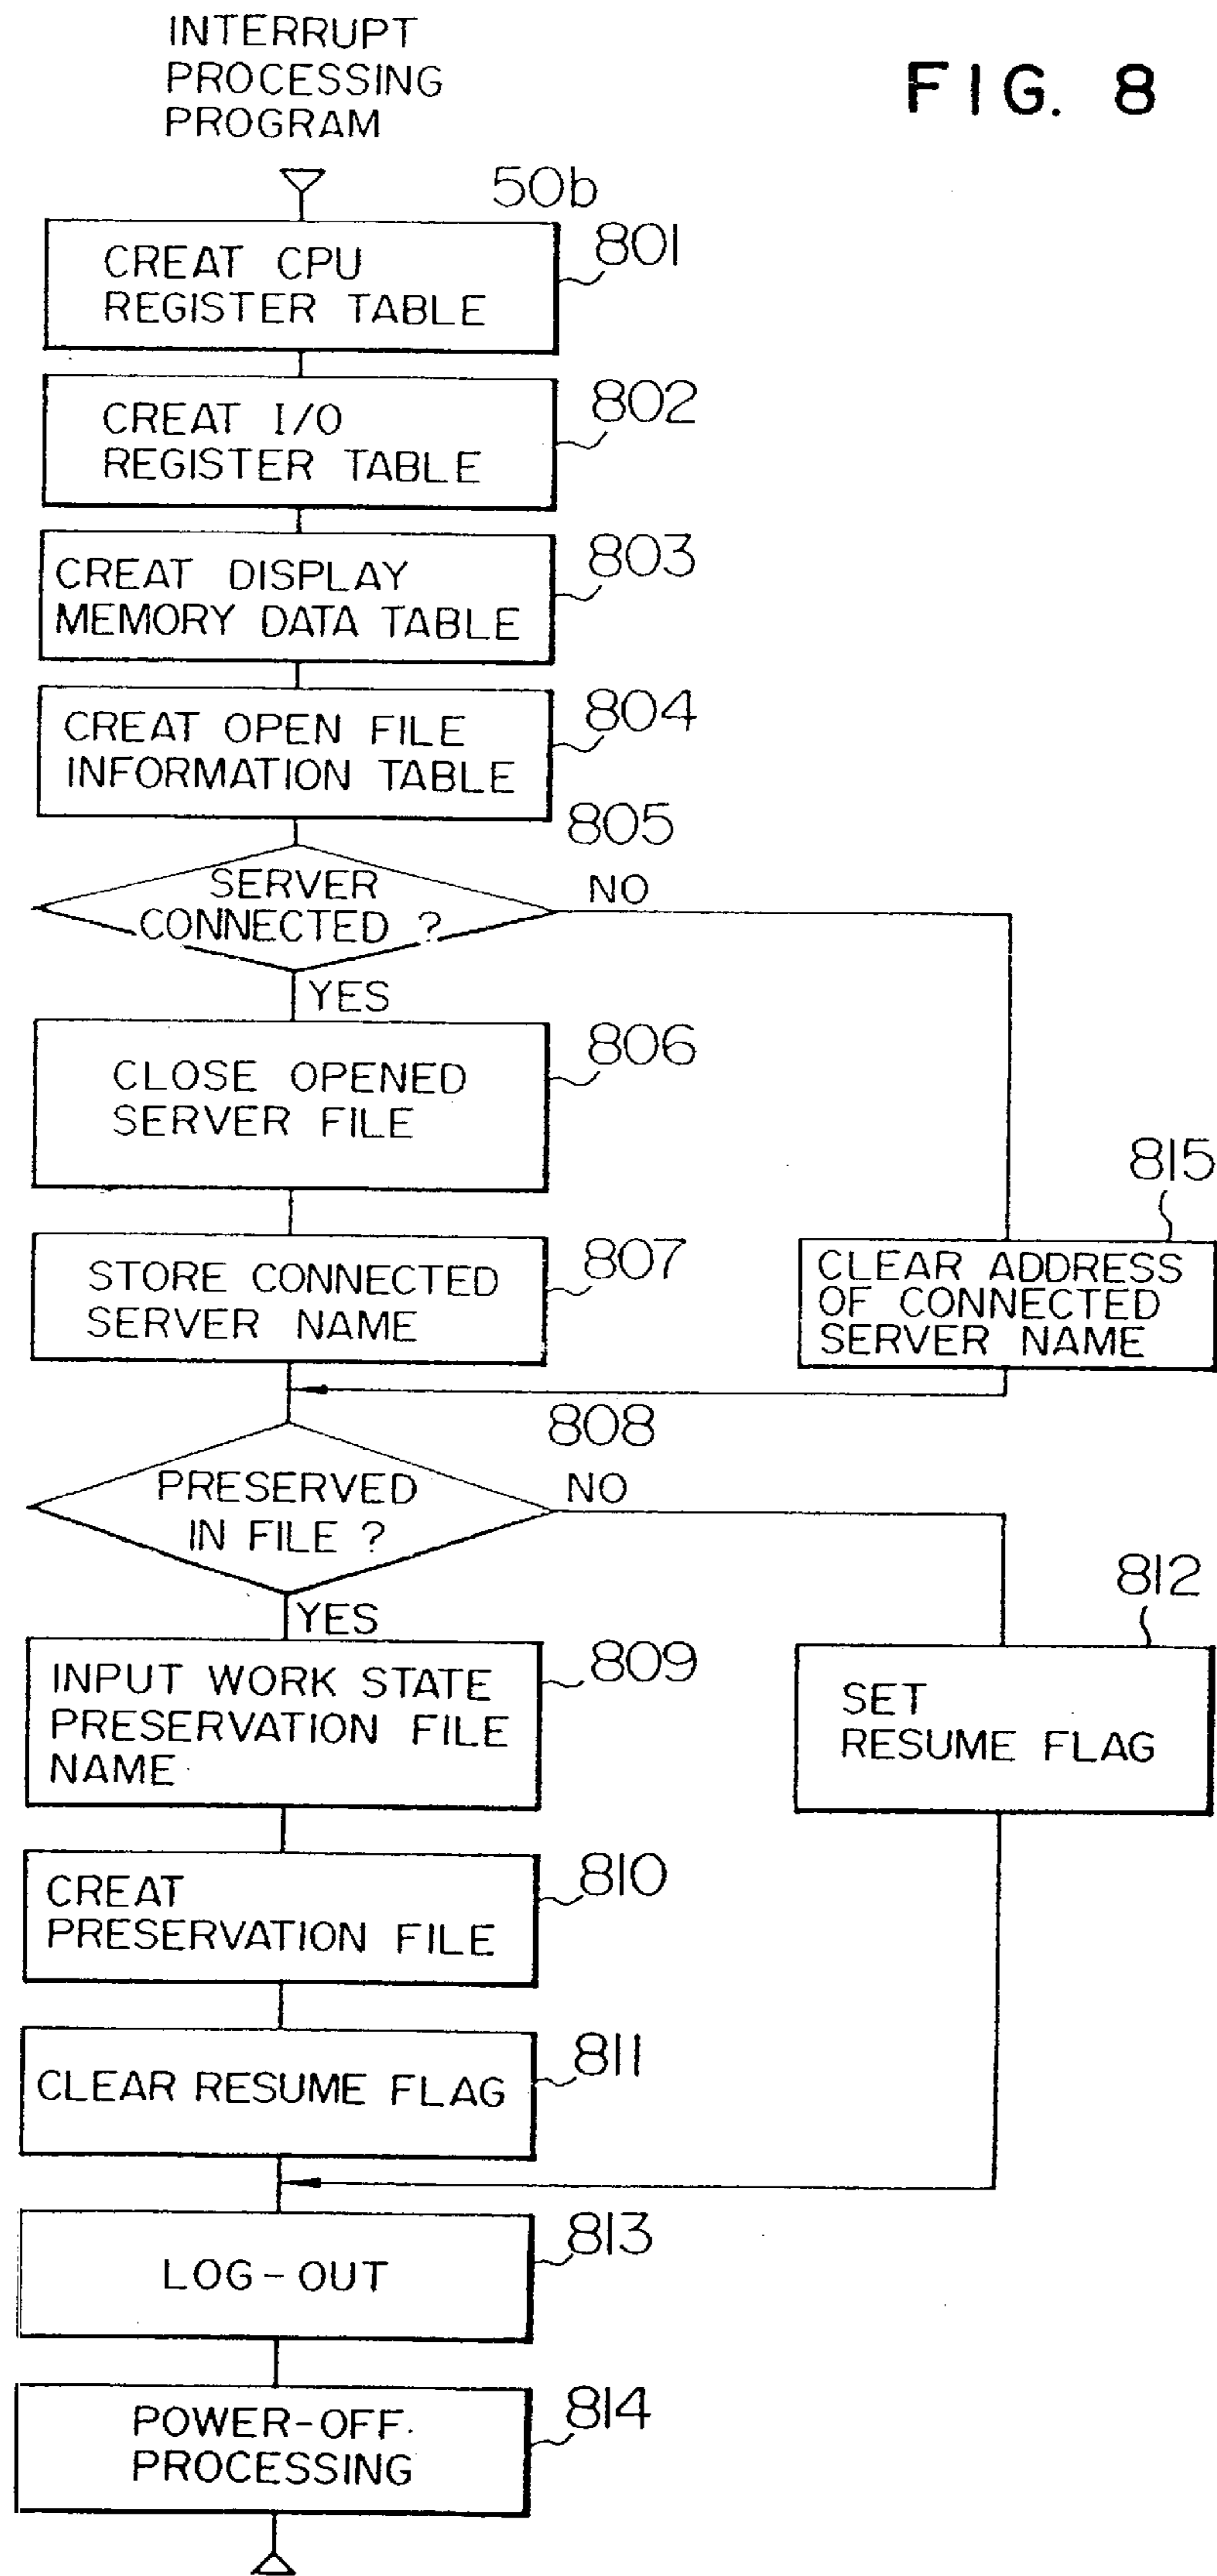 INTERRUPT
PROCESSING
PROGRAM
FIG. 8
50b
801
CREAT CPU
REGISTER TABLE
802
CREAT I/O
REGISTER TABLE
803
CREAT DISPLAY
MEMORY DATA TABLE
804
CREAT OPEN FILE
INFORMATION TABLE
805
SERVER
CONNECTED ?
NO
YES
806
CLOSE OPENED
SERVER FILE
815
807
STORE CONNECTED
SERVER NAME
CLEAR ADDRESS
OF CONNECTED
SERVER NAME
808
PRESERVED
IN FILE ?
NO
YES
812
809
INPUT WORK STATE
PRESERVATION FILE
NAME
SET
RESUME FLAG
810
CREAT
PRESERVATION FILE
811
CLEAR RESUME FLAG
813
LOG-OUT
814
POWER-OFF
PROCESSING